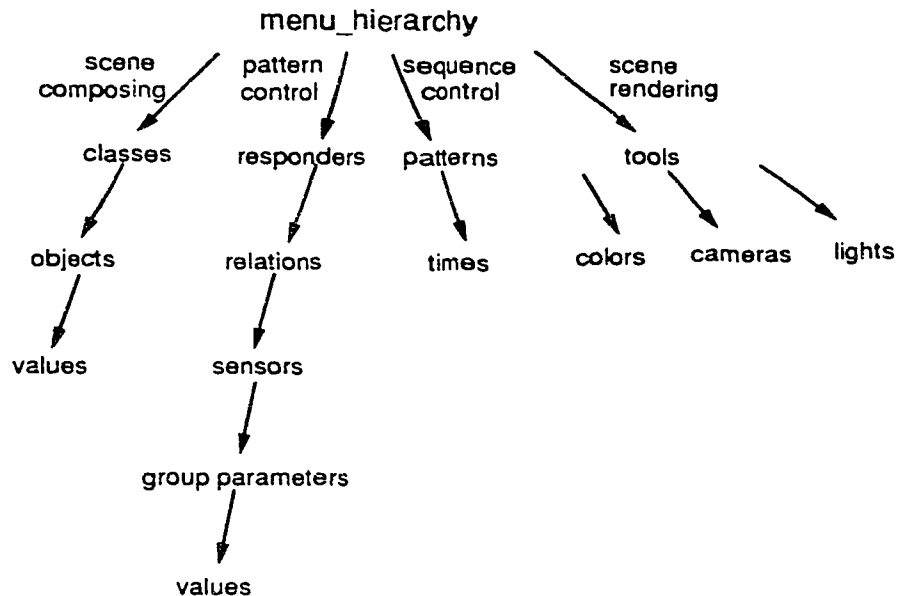 menu_hierarchy
scene
composing
pattern
control
sequence
control
scene
rendering
classes
responders
patterns
tools
objects
relations
times
colors
cameras
lights
values
sensors
group parameters
values